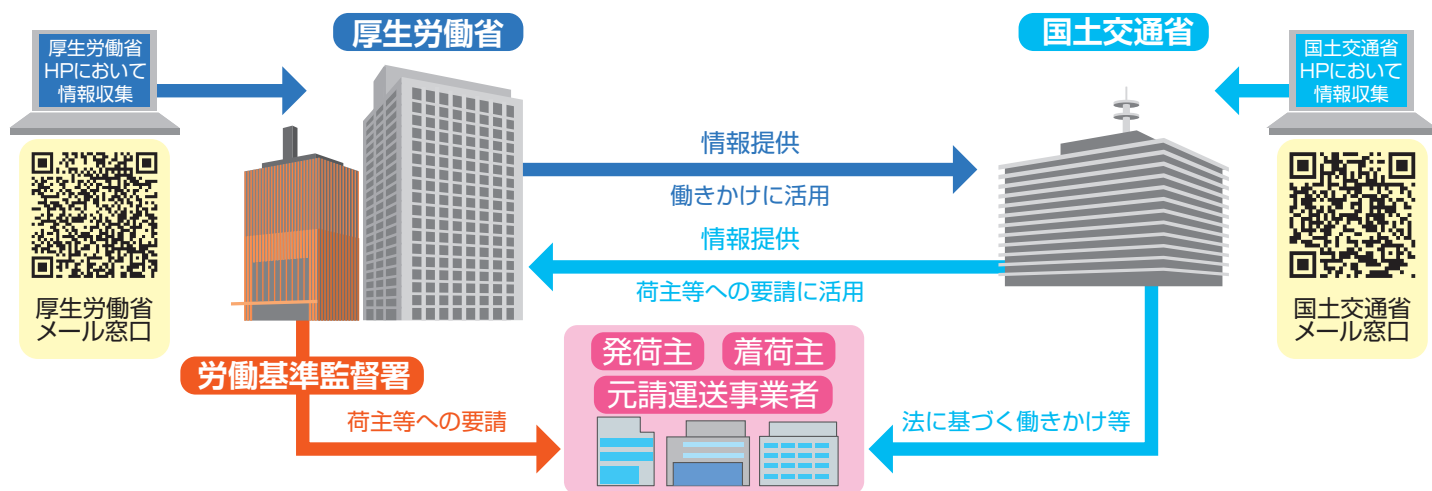 厚生労働省
HPにおいて
情報収集
厚生労働省
メール窓口
厚生労働省
国土交通省
国土交通省
HPにおいて
情報収集
国土交通省
メール窓口
情報提供
働きかけに活用
情報提供
荷主等への要請に活用
労働基準監督署
荷主等への要請
発荷主
着荷主
元請運送事業者
法に基づく働きかけ等